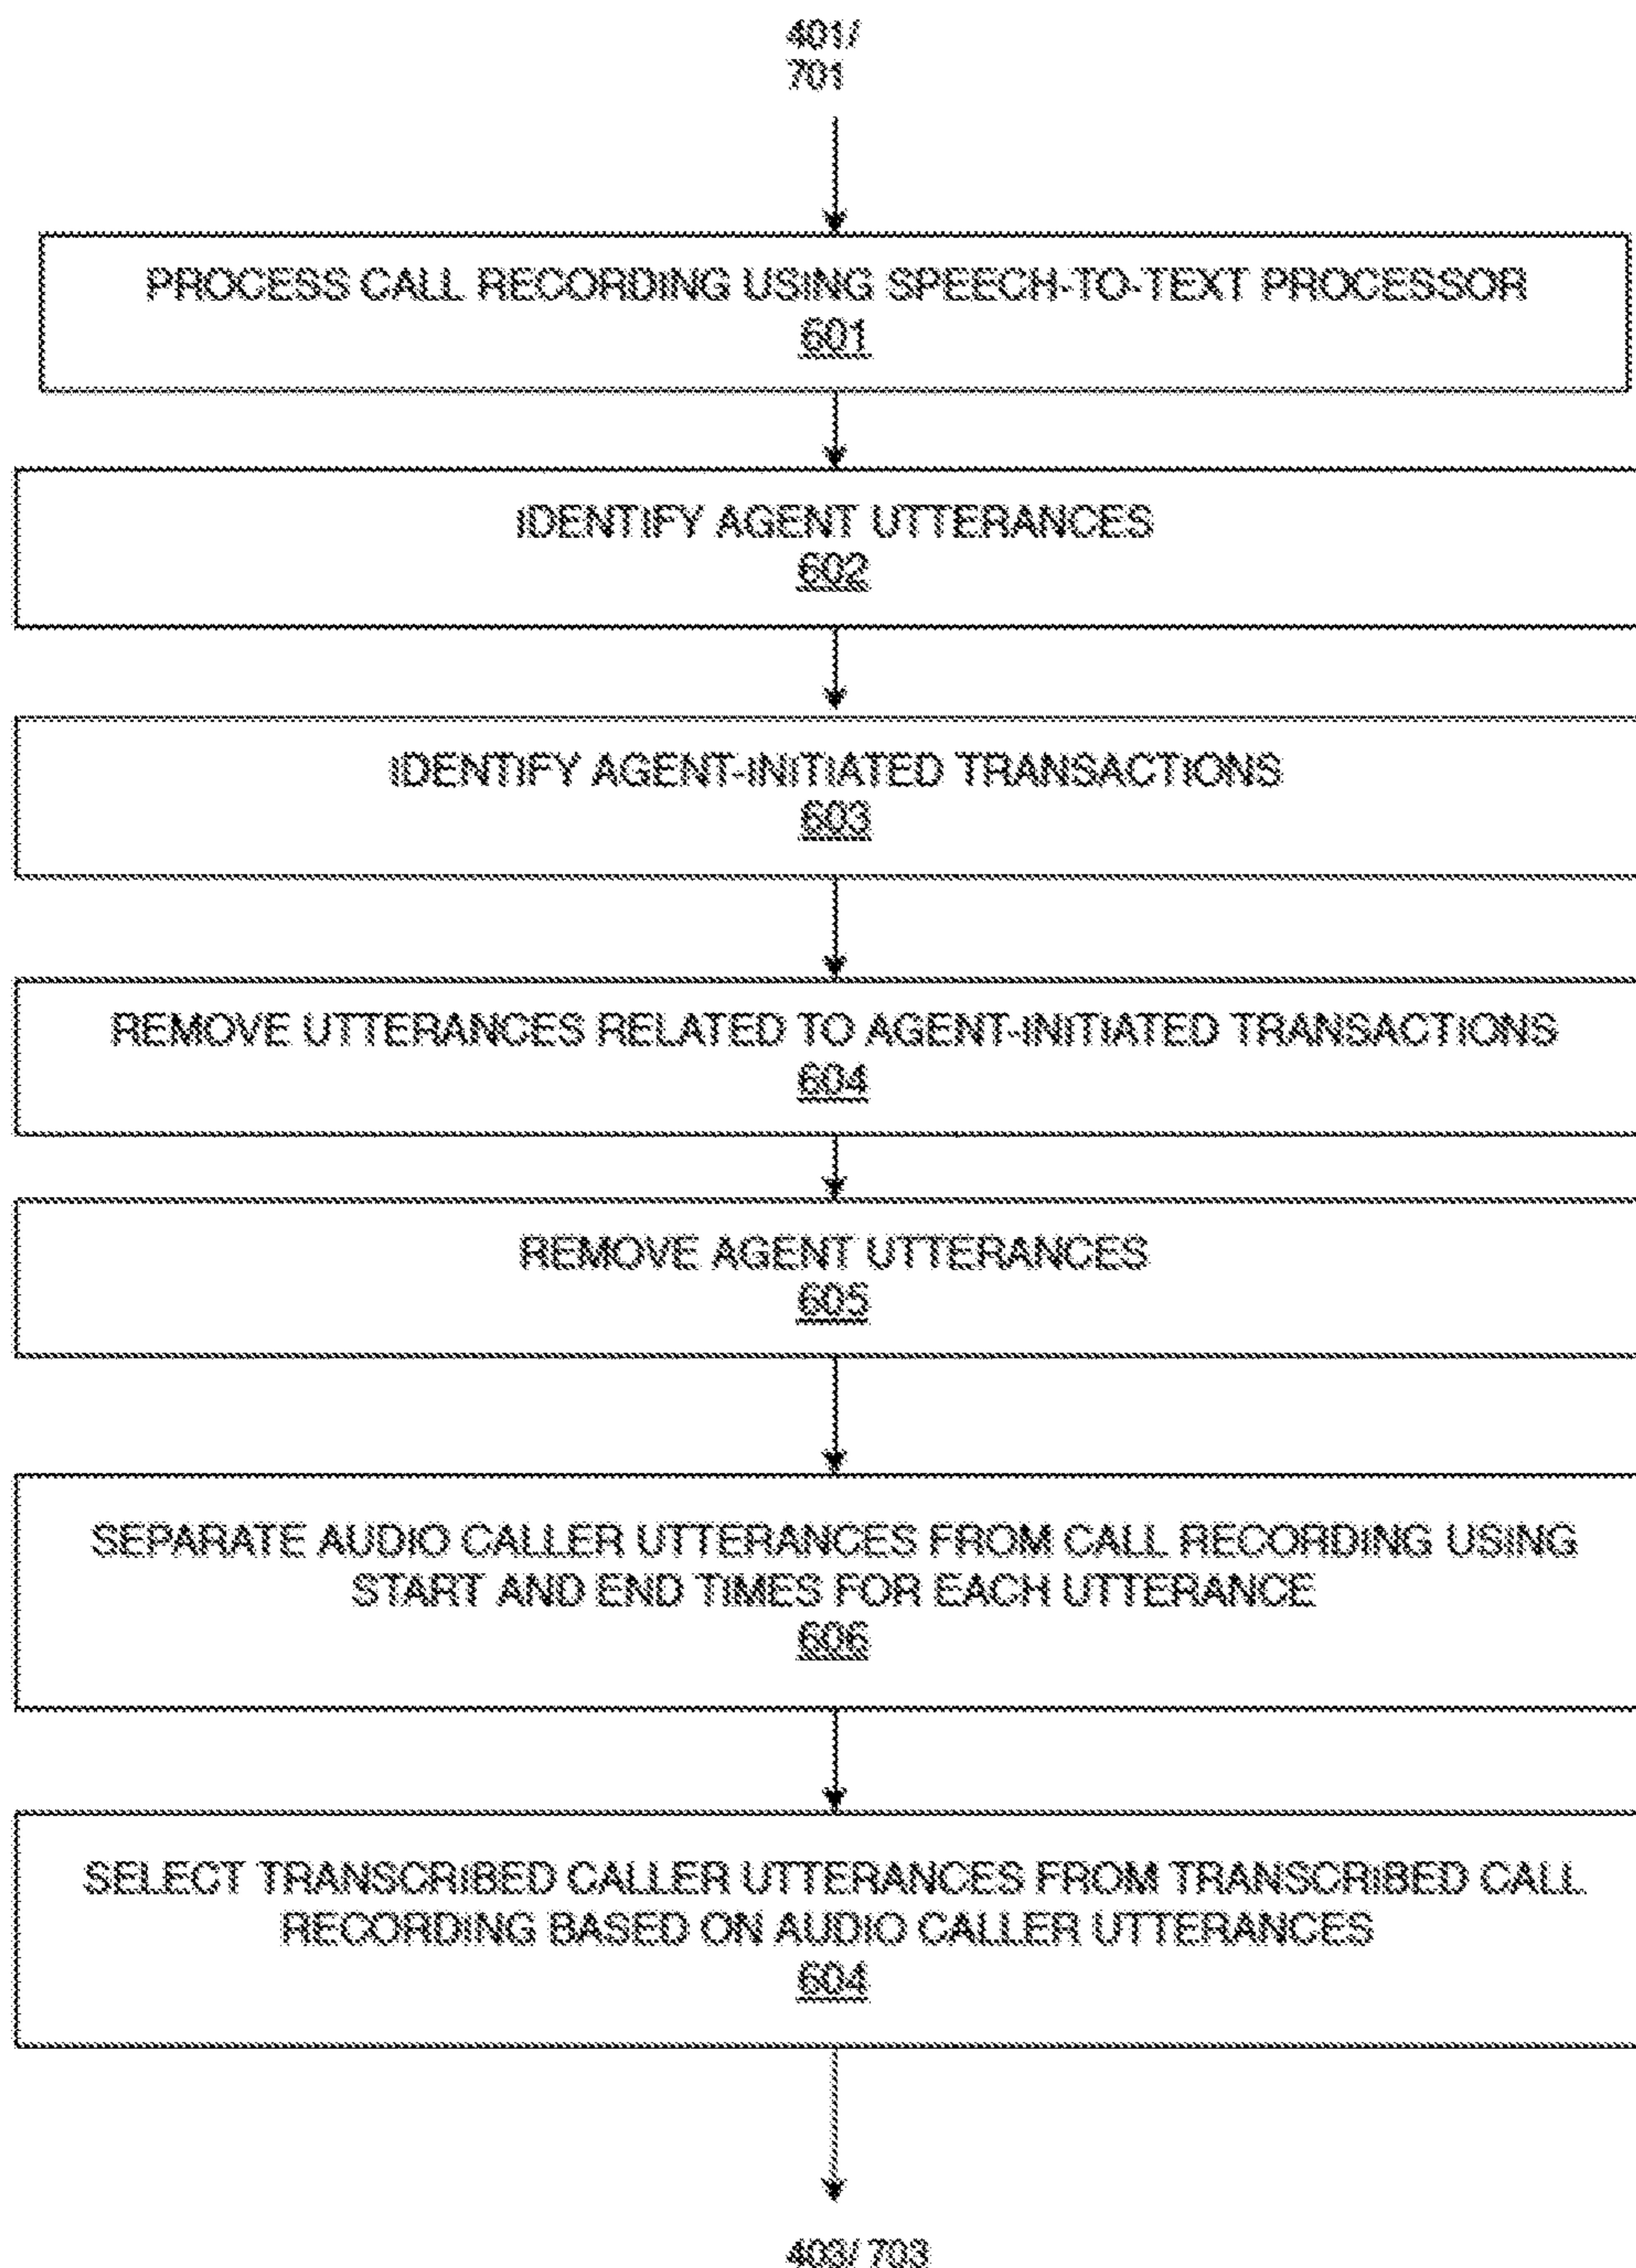 401/
701
PROCESS CALL RECORDING USING SPEECH-TO-TEXT PROCESSOR
601
IDENTIFY AGENT UTTERANCES
602
IDENTIFY AGENT-INITIATED TRANSACTIONS
603
REMOVE UTTERANCES RELATED TO AGENT-INITIATED TRANSACTIONS
604
REMOVE AGENT UTTERANCES
605
SEPARATE AUDIO CALLER UTTERANCES FROM CALL RECORDING USING
START AND END TIMES FOR EACH UTTERANCE
606
SELECT TRANSCRIBED CALLER UTTERANCES FROM TRANSCRIBED CALL
RECORDING BASED ON AUDIO CALLER UTTERANCES
604
403/ 703